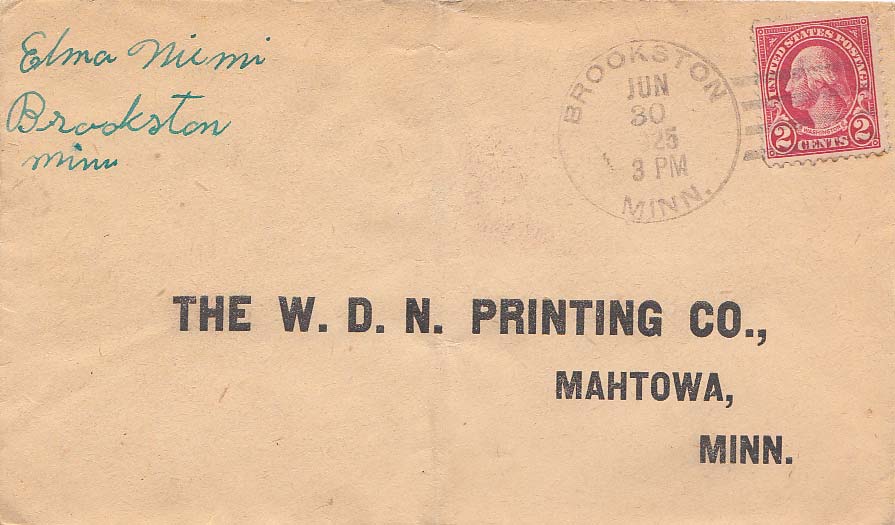 Elma Niemi
Brookston
Minn
BROOKSTON
JUN
30
25
3 PM
MINN.
UNITED STATES POSTAGE
WASHINGTON
2 CENTS 2
THE W. D. N. PRINTING CO.,
MAHTOWA,
MINN.